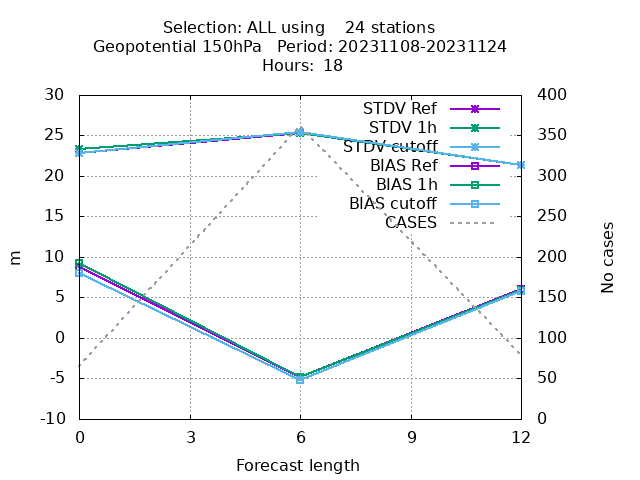 Selection: ALL using    24 stations
Geopotential 150hPa   Period: 20231108-20231124
Hours: 18
30
25
20
15
10
5
0
-5
-10
m
STDV Ref
STDV 1h
STDV cutoff
BIAS Ref
BIAS 1h
BIAS cutoff
CASES
400
350
300
250
200
150
100
50
0
No cases
0 3 6 9 12
Forecast length